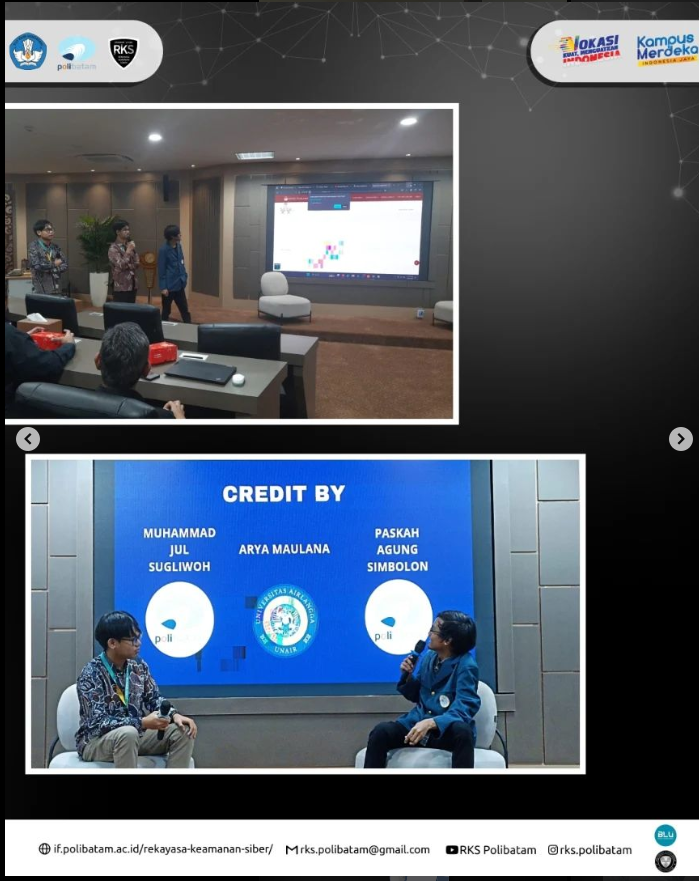 polibatam
RKS
VOKASI
KUAT, MENGUATKAN
INDONESIA
Kampus
Merdeka
INDONESIA JAYA
CREDIT BY
MUHAMMAD
JUL
SUGLIWOH
ARYA MAULANA
PASKAH
AGUNG
SIMBOLON
poli
UNIVERSITAS AIRLANGGA
UNAIR
poli
if.polibatam.ac.id/rekayasa-keamanan-siber/
rks.polibatam@gmail.com
RKS Polibatam
rks.polibatam
BLU